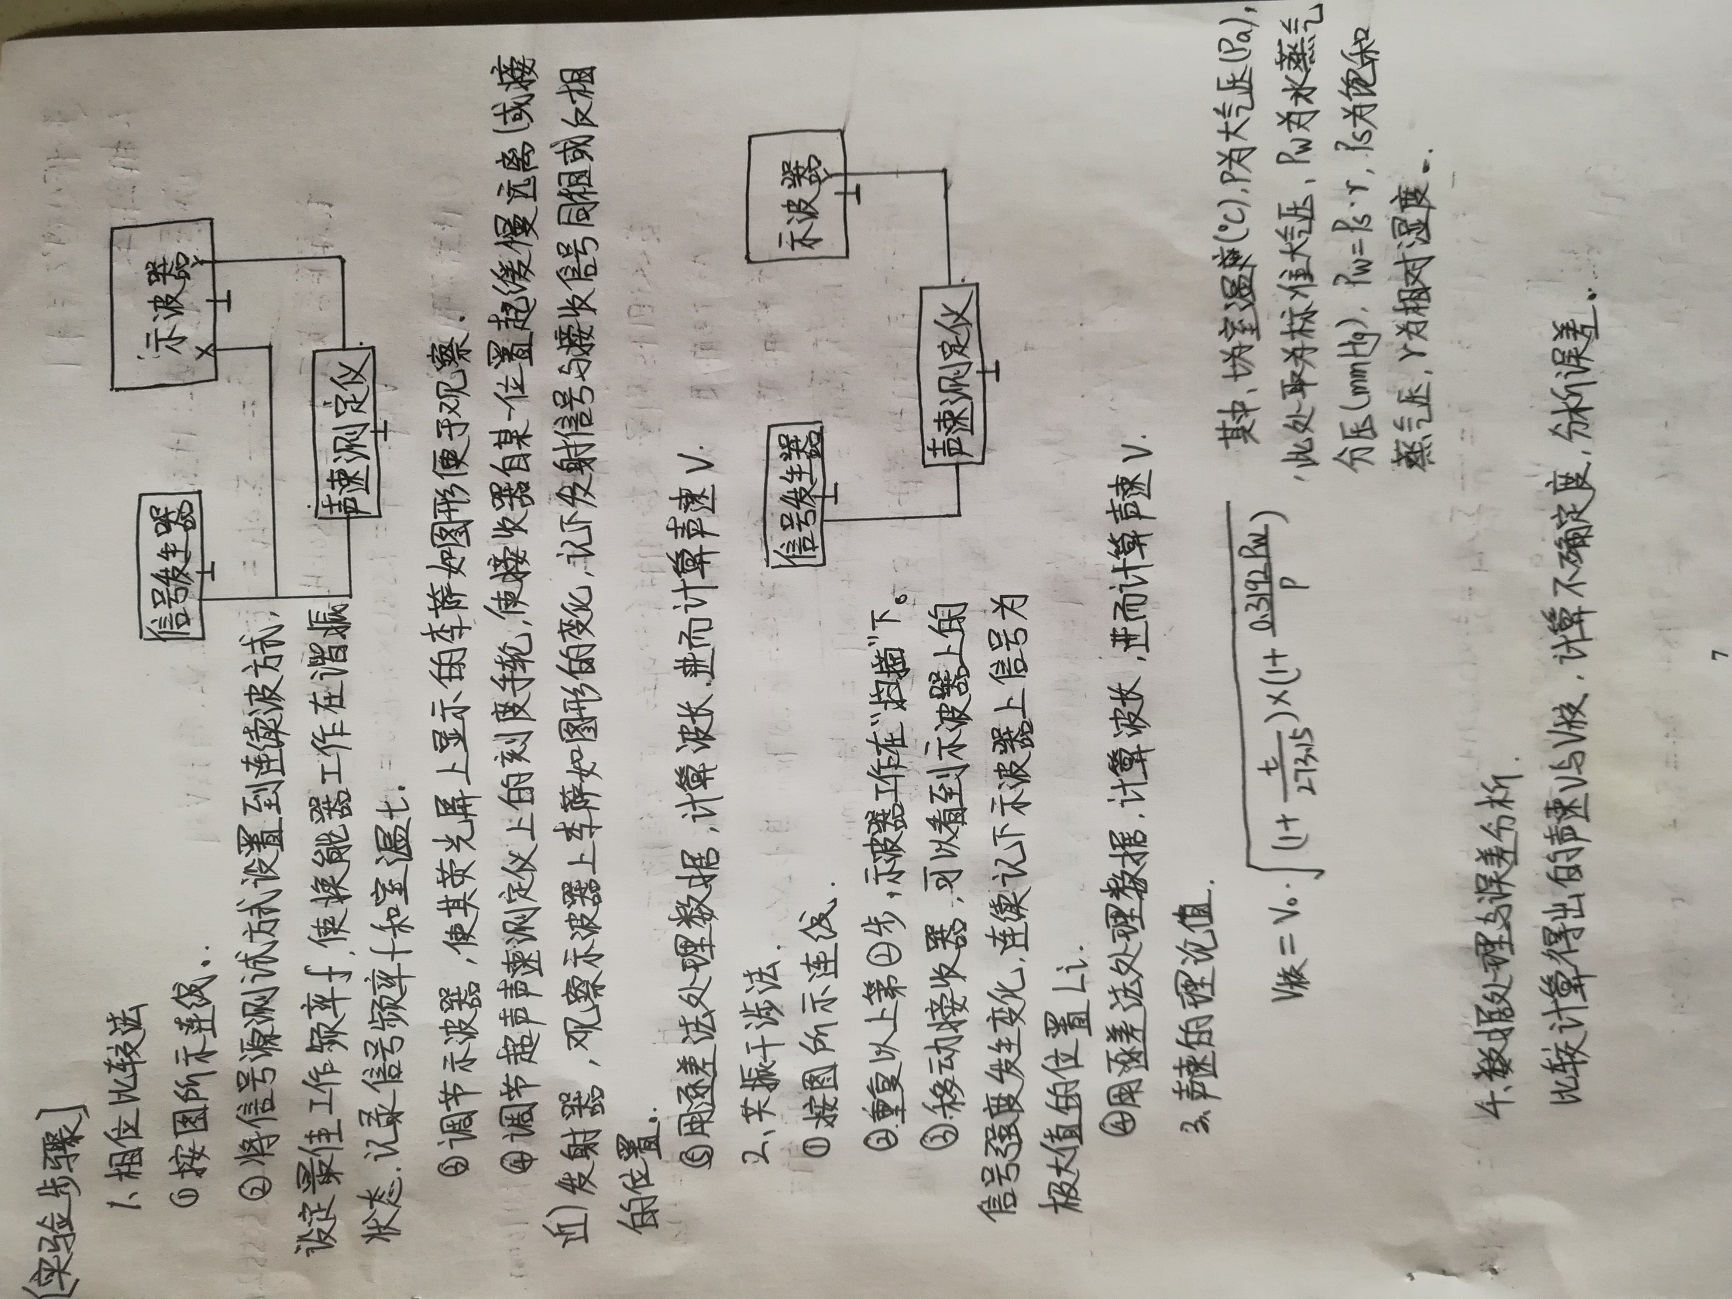 [实验步骤]
1、相位比较法
①按图所示连线.
②将信号源测试方式设置到连续波方式,
设定最佳工作频率f,使换能器工作在谐振
状态.记录信号频率f和室温t.
信号发生器
示波器
X
Y
声速测定仪
③调节示波器,使其荧光屏上显示的李萨如图形便于观察.
④调节超声声速测定仪上的刻度手轮,使接收器自某一位置起缓慢远离(或接
近)发射器,观察示波器上李萨如图形的变化,记下发射信号与接收信号同相或反相
的位置.
⑤用逐差法处理数据,计算波长.进而计算声速V.
2、共振干涉法.
①按图所示连线.
②重复以上第②步,示波器工作在"扫描"下。
③移动接收器,可以看到示波器上的
信号强度发生变化,连续记下示波器上信号为
极大值的位置Li.
信号发生器
示波器
Y
声速测定仪
④用逐差法处理数据,计算波长,进而计算声速V.
3、声速的理论值.
V校=V₀·√(1+t/273.15)×(1+0.3192Pw/P)
其中,t为室温(℃),P为大气压(Pa),
此处取为标准大气压,Pw为水蒸气
分压(mmHg),Pw=Ps·r,Ps为饱和
蒸气压,r为相对湿度.
4、数据处理与误差分析.
比较计算得出的声速V与V校,计算不确定度,分析误差.
7